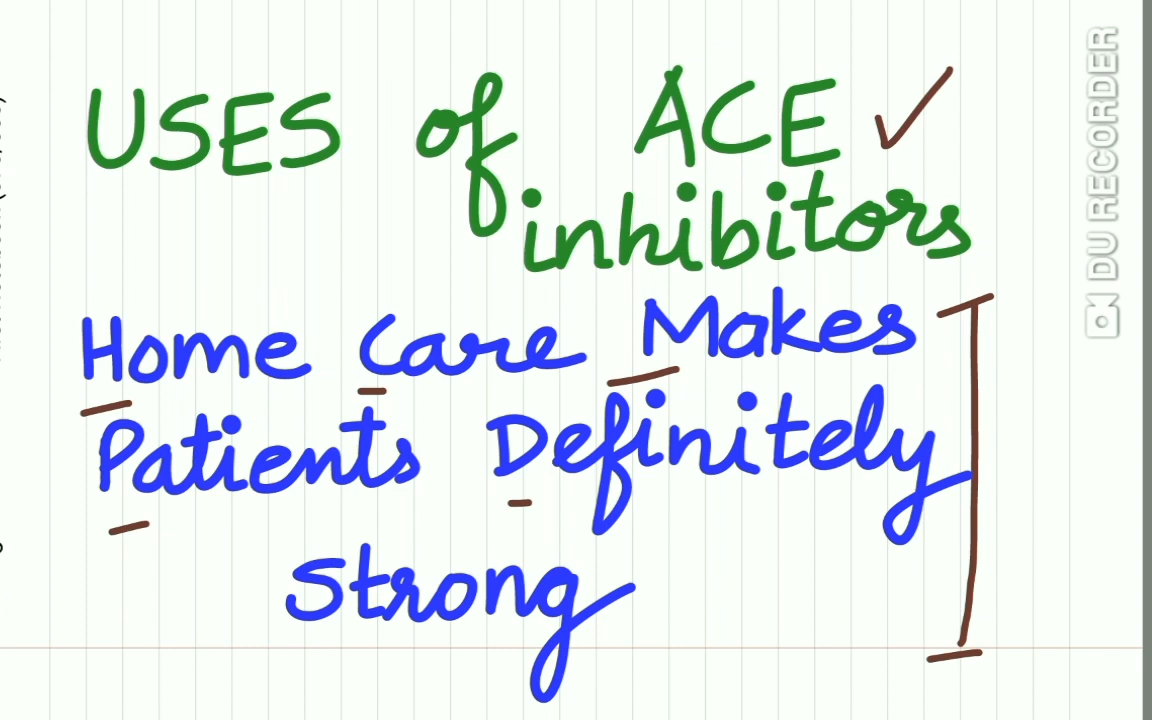 USES of ACE
inhibitors
Home Care Makes
Patients Definitely
Strong
DU RECORDER